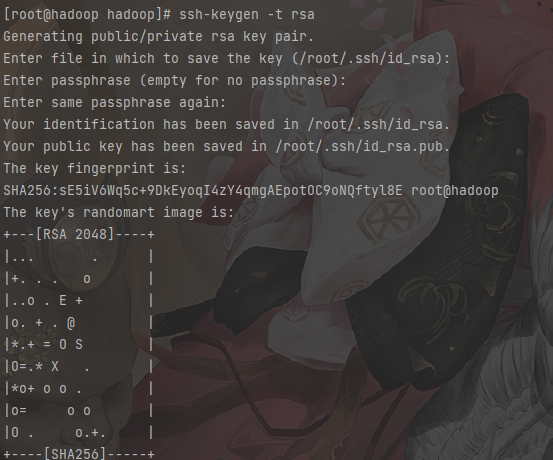 [root@hadoop hadoop]# ssh-keygen -t rsa
Generating public/private rsa key pair.
Enter file in which to save the key (/root/.ssh/id_rsa):
Enter passphrase (empty for no passphrase):
Enter same passphrase again:
Your identification has been saved in /root/.ssh/id_rsa.
Your public key has been saved in /root/.ssh/id_rsa.pub.
The key fingerprint is:
SHA256:sE5iV6Wq5c+9DkEyoqI4zY4qmgAEpotOC9oNQftyl8E root@hadoop
The key's randomart image is:
+---[RSA 2048]----+
|...       .      |
|+. . .   o       |
|..o . E +        |
|o. + . @         |
|*.+ = O S        |
|O=.* X   .       |
|*o+ o o .        |
|o=     o o       |
|O .     o.+.     |
+----[SHA256]-----+